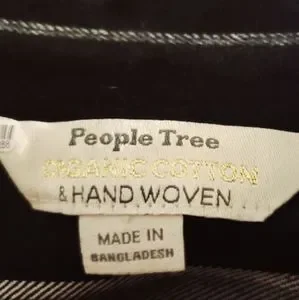 People Tree
ORGANIC COTTON
& HAND WOVEN
MADE IN
BANGLADESH